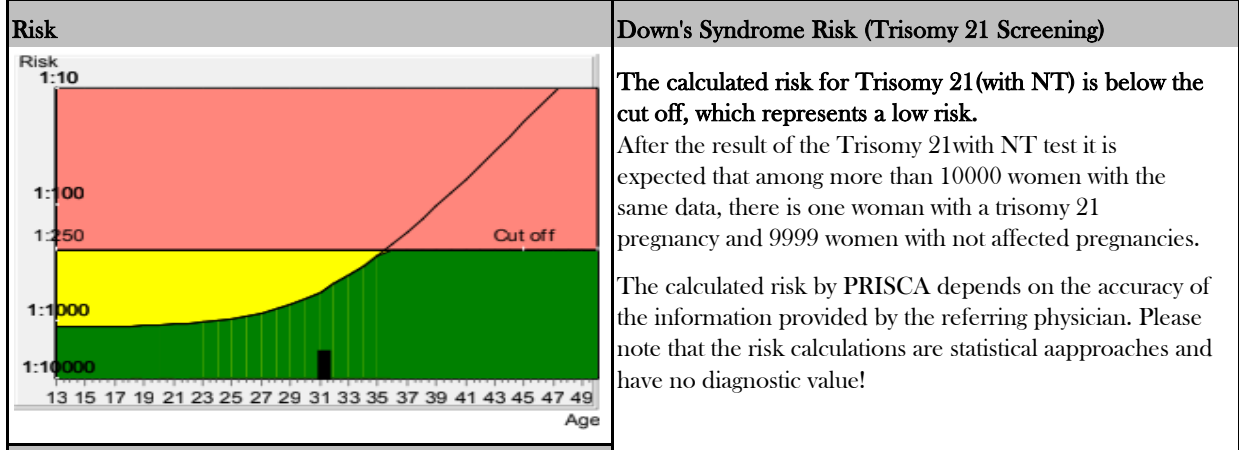 Risk
Down's Syndrome Risk (Trisomy 21 Screening)
Risk
1:10
1:100
1:250
Cut off
1:1000
1:10000
13 15 17 19 21 23 25 27 29 31 33 35 37 39 41 43 45 47 49
Age
The calculated risk for Trisomy 21(with NT) is below the
cut off, which represents a low risk.
After the result of the Trisomy 21with NT test it is
expected that among more than 10000 women with the
same data, there is one woman with a trisomy 21
pregnancy and 9999 women with not affected pregnancies.
The calculated risk by PRISCA depends on the accuracy of
the information provided by the referring physician. Please
note that the risk calculations are statistical aapproaches and
have no diagnostic value!